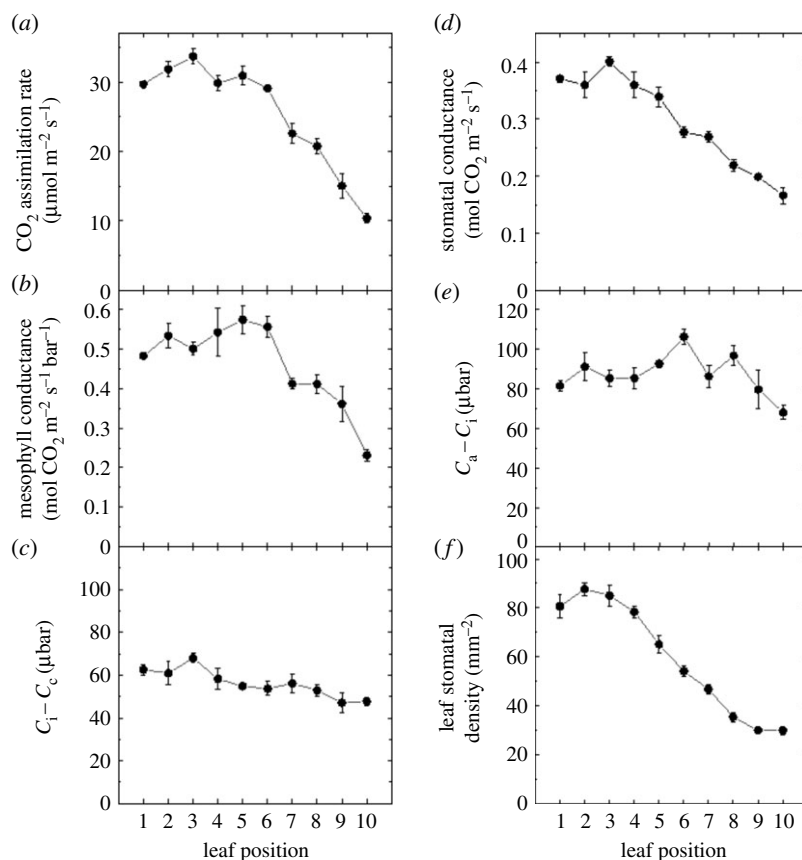 (a)
CO2 assimilation rate
(µmol m−2 s−1)
30
20
10
0
(b)
mesophyll conductance
(mol CO2 m−2 s−1 bar−1)
0.6
0.5
0.4
0.3
0.2
0.1
0
(c)
Ci − Cc (µbar)
100
80
60
40
20
0
1 2 3 4 5 6 7 8 9 10
leaf position
(d)
stomatal conductance
(mol CO2 m−2 s−1)
0.4
0.3
0.2
0.1
0
(e)
Ca − Ci (µbar)
120
100
80
60
40
20
0
(f)
leaf stomatal
density (mm−2)
100
80
60
40
20
0
1 2 3 4 5 6 7 8 9 10
leaf position